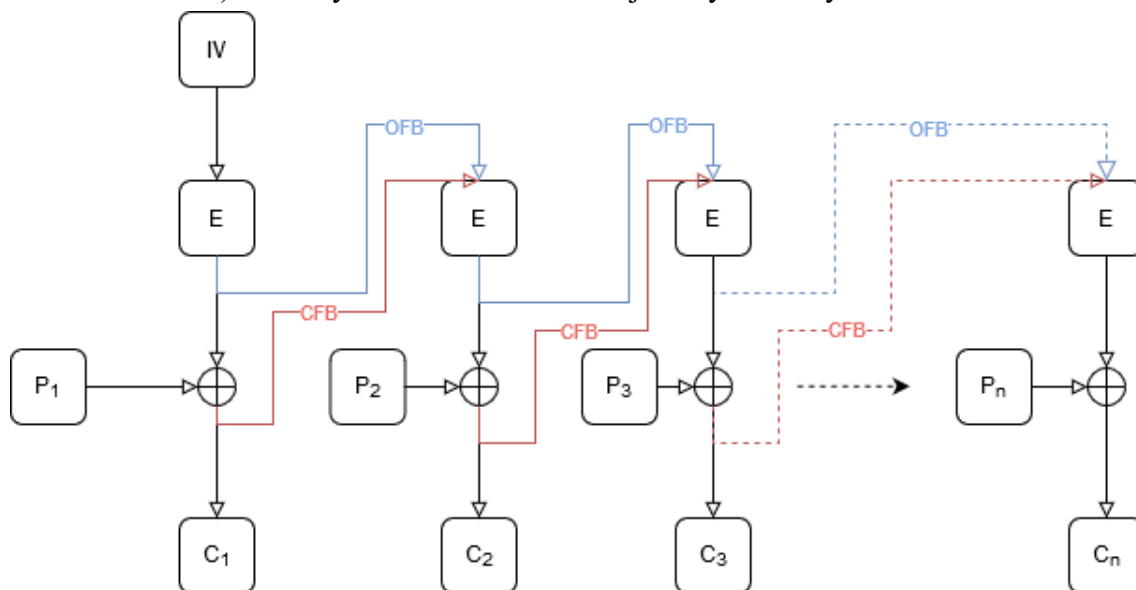 IV
OFB OFB OFB
E E E E
CFB CFB CFB
P1 P2 P3 Pn
C1 C2 C3 Cn